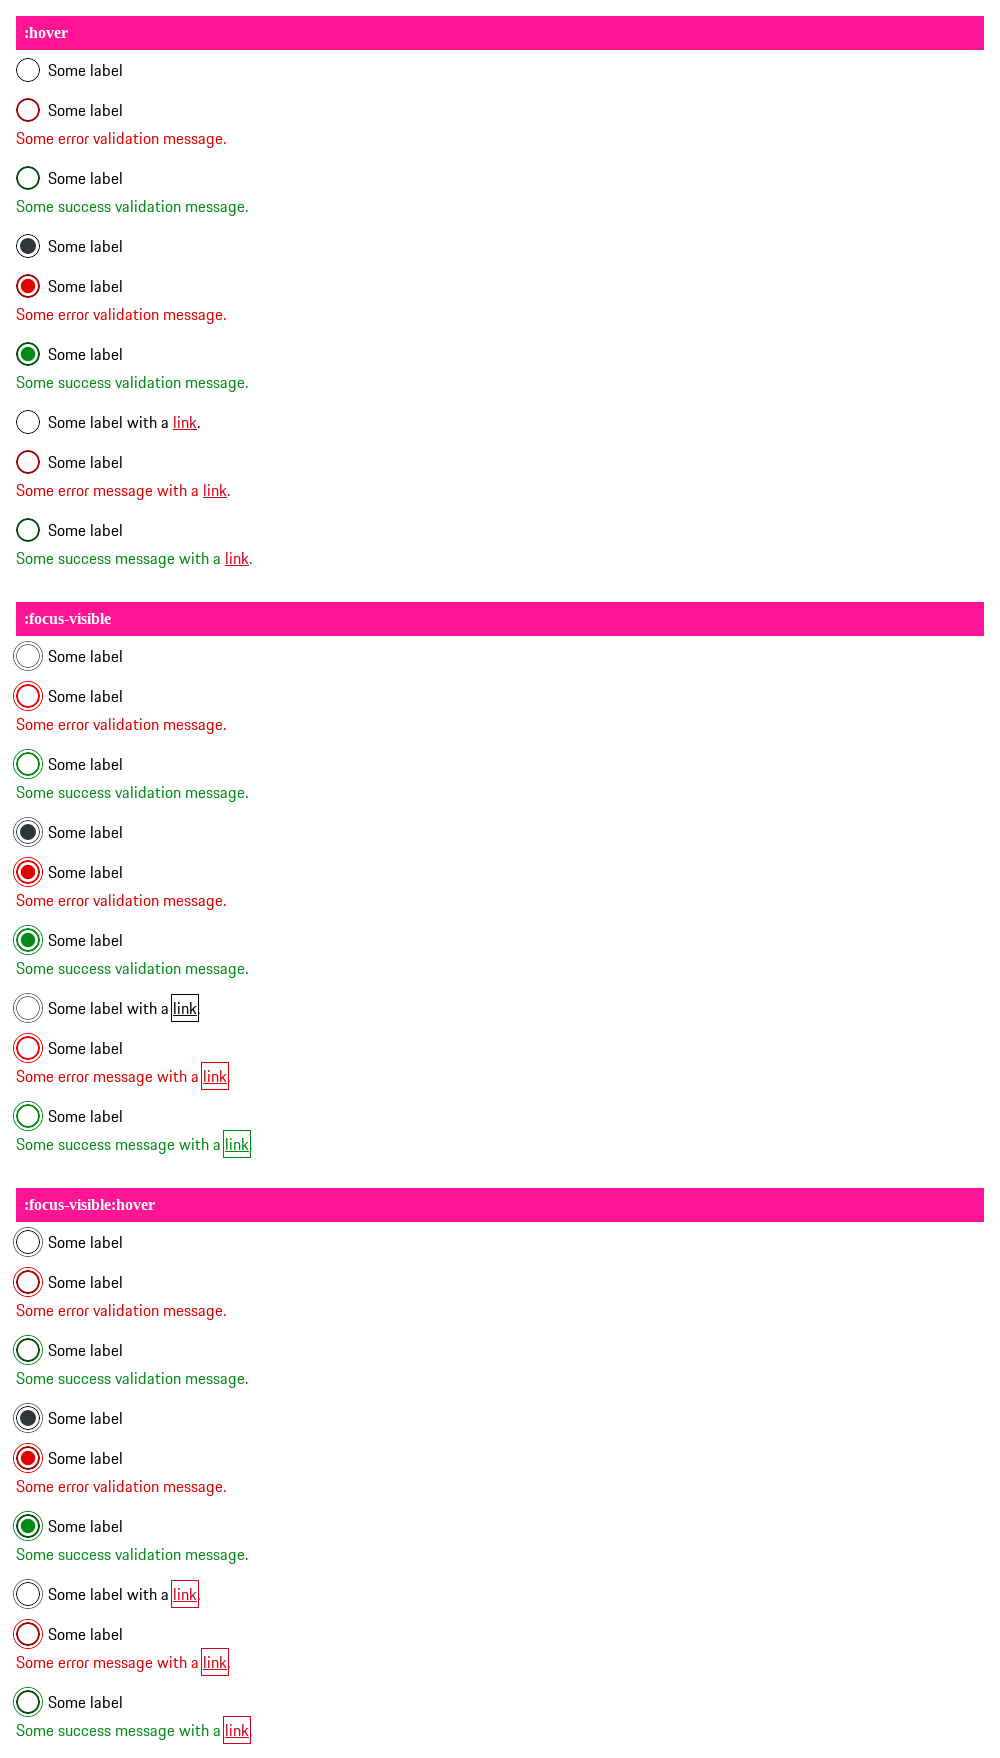 :hover
Some label
Some label
Some error validation message.
Some label
Some success validation message.
Some label
Some label
Some error validation message.
Some label
Some success validation message.
Some label with a link.
Some label
Some error message with a link.
Some label
Some success message with a link.
:focus-visible
Some label
Some label
Some error validation message.
Some label
Some success validation message.
Some label
Some label
Some error validation message.
Some label
Some success validation message.
Some label with a link.
Some label
Some error message with a link.
Some label
Some success message with a link.
:focus-visible:hover
Some label
Some label
Some error validation message.
Some label
Some success validation message.
Some label
Some label
Some error validation message.
Some label
Some success validation message.
Some label with a link.
Some label
Some error message with a link.
Some label
Some success message with a link.